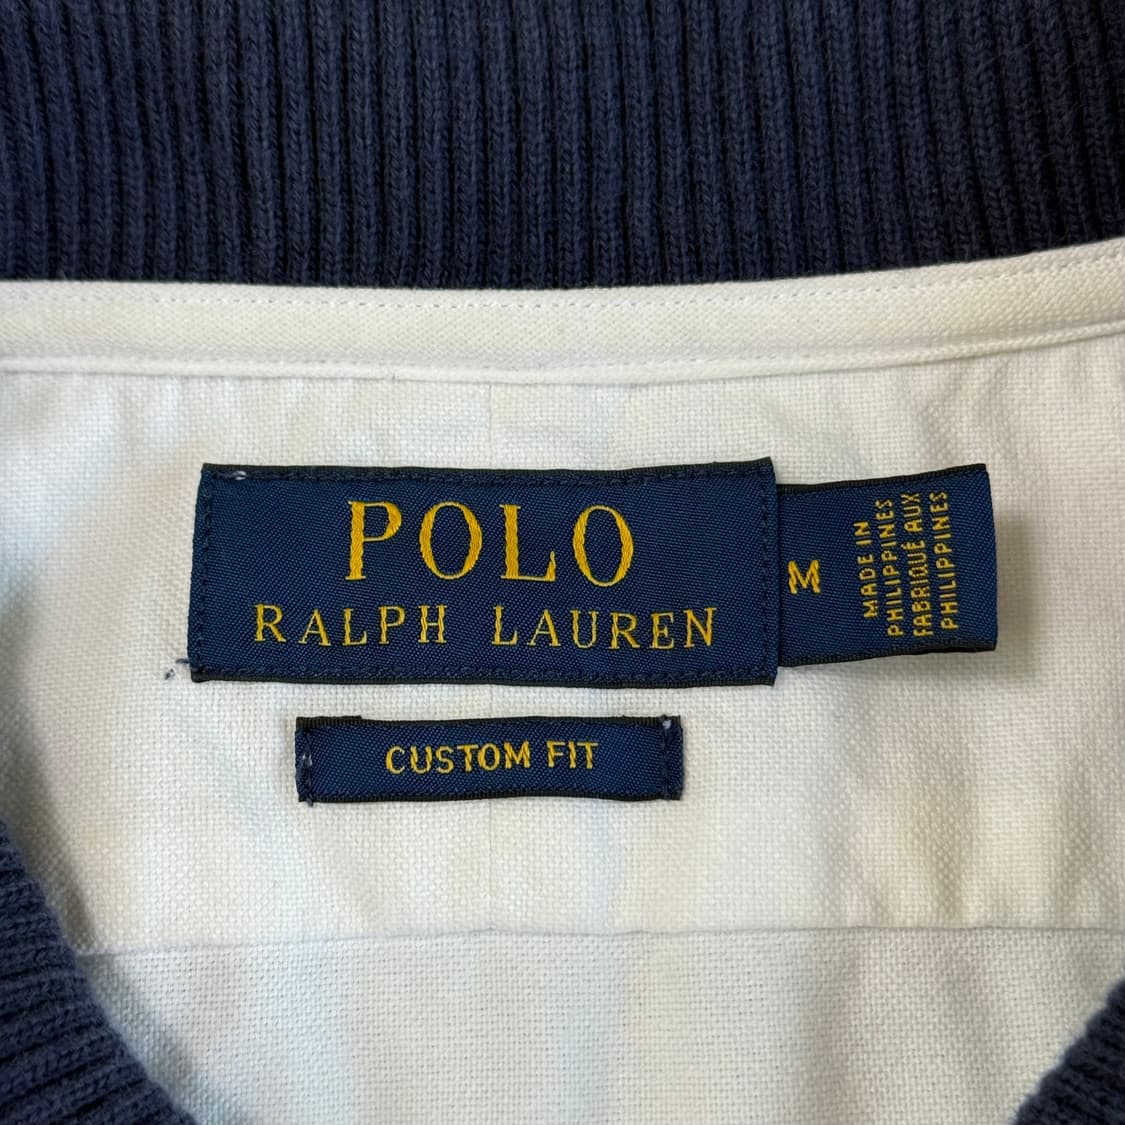 POLO
RALPH LAUREN
M
MADE IN
PHILIPPINES
FABRIQUÉ AUX
PHILIPPINES
CUSTOM FIT